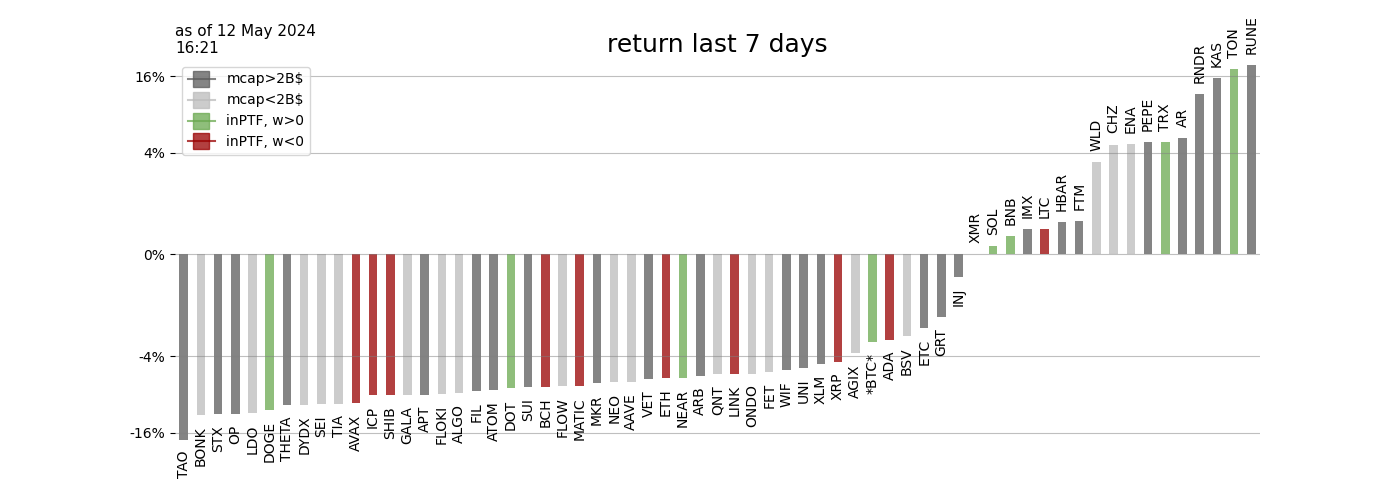 as of 12 May 2024
16:21
return last 7 days
mcap>2B$
mcap<2B$
inPTF, w>0
inPTF, w<0
16%
4%
0%
-4%
-16%
TAO
BONK
STX
OP
LDO
DOGE
THETA
DYDX
SEI
TIA
AVAX
ICP
SHIB
GALA
APT
FLOKI
ALGO
FIL
ATOM
DOT
SUI
BCH
FLOW
MATIC
MKR
NEO
AAVE
VET
ETH
NEAR
ARB
QNT
LINK
ONDO
FET
WIF
UNI
XLM
XRP
AGIX
*BTC*
ADA
BSV
ETC
GRT
INJ
XMR
SOL
BNB
IMX
LTC
HBAR
FTM
WLD
CHZ
ENA
PEPE
TRX
AR
RNDR
KAS
TON
RUNE